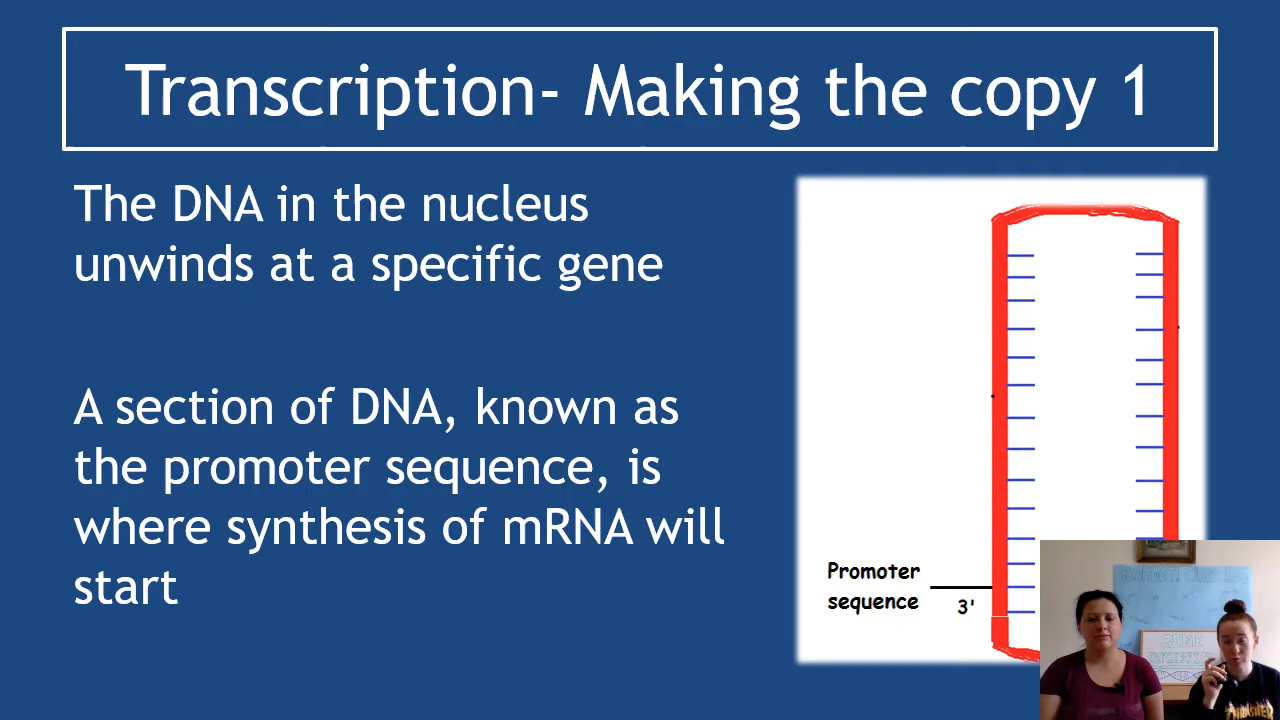 Transcription- Making the copy 1
The DNA in the nucleus
unwinds at a specific gene
A section of DNA, known as
the promoter sequence, is
where synthesis of mRNA will
start
Promoter
sequence
3'